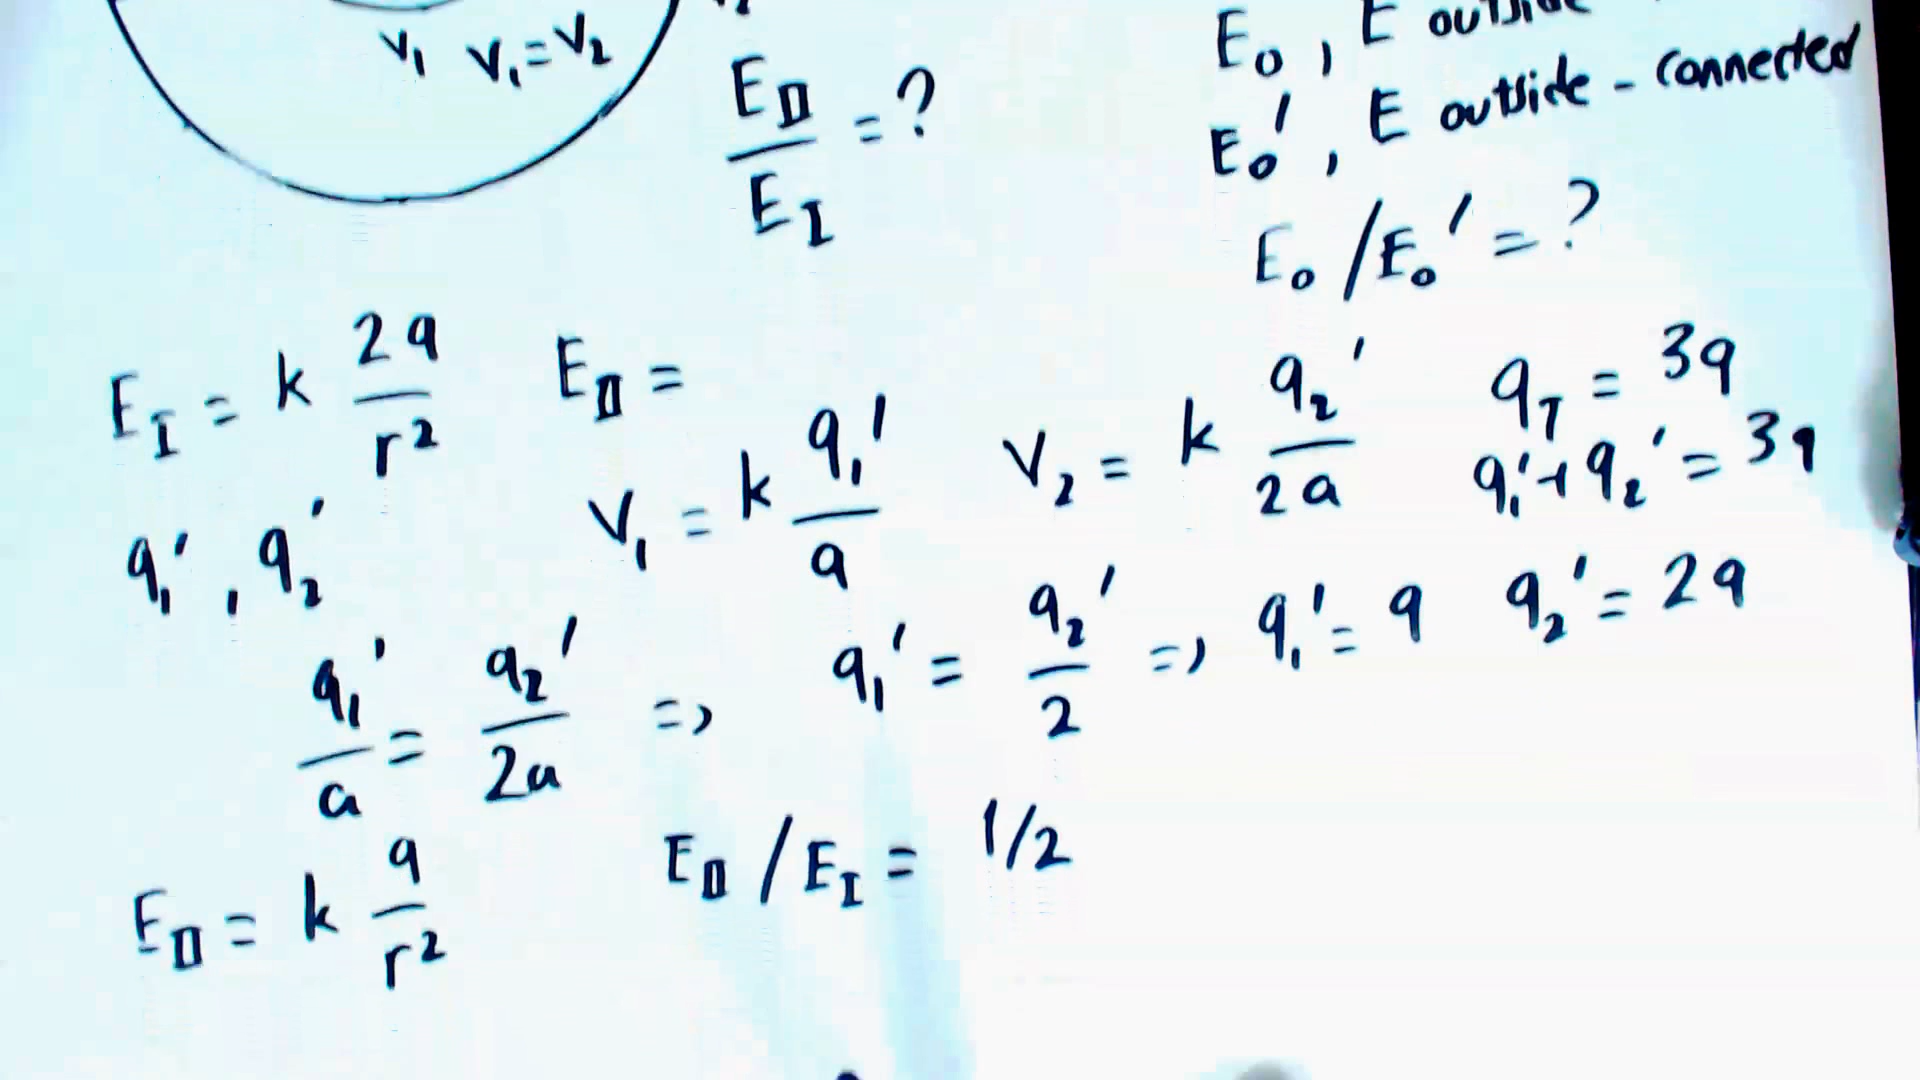 V₁ V₁ = V₂
E_II / E_I = ?
E₀ , E
E₀' , E outside - connected
E₀ / E₀' = ?
E_I = k 2q / r²
E_II =
V₁ = k q₁' / a
V₂ = k q₂' / 2a
q_T = 3q
q₁' + q₂' = 3q
q₁' , q₂'
q₁' / a = q₂' / 2a => q₁' = q₂' / 2 => q₁' = q q₂' = 2q
E_II = k q / r²
E_II / E_I = 1/2